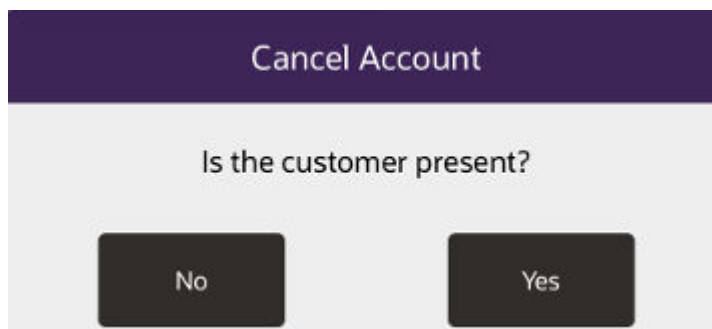 Cancel Account
Is the customer present?
No
Yes